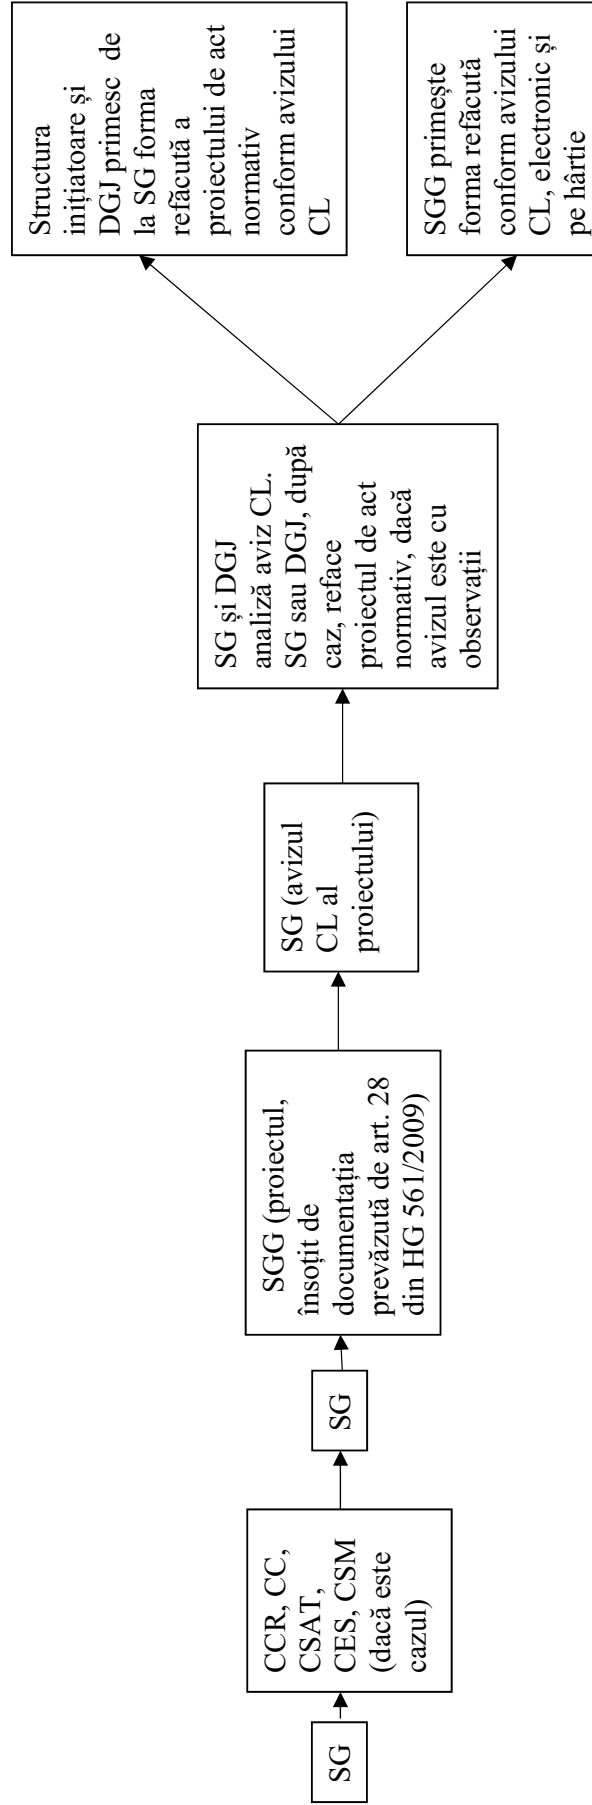 SG
CCR, CC,
CSAT,
CES, CSM
(dacă este
cazul)
SG
SGG (proiectul,
însoțit de
documentația
prevăzută de art. 28
din HG 561/2009)
SG (avizul
CL al
proiectului)
SG și DGJ
analiză aviz CL.
SG sau DGJ, după
caz, reface
proiectul de act
normativ, dacă
avizul este cu
observații
Structura
inițiatoare și
DGJ primesc de
la SG forma
refăcută a
proiectului de act
normativ
conform avizului
CL
SGG primește
forma refăcută
conform avizului
CL, electronic și
pe hârtie